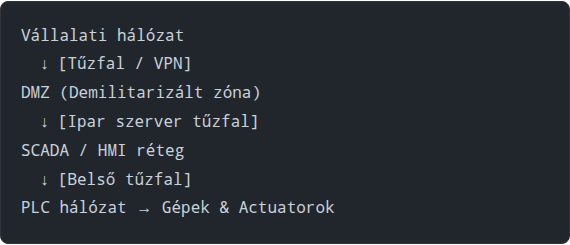 Vállalati hálózat
↓ [Tűzfal / VPN]
DMZ (Demilitarizált zóna)
↓ [Ipar szerver tűzfal]
SCADA / HMI réteg
↓ [Belső tűzfal]
PLC hálózat → Gépek & Actuatorok